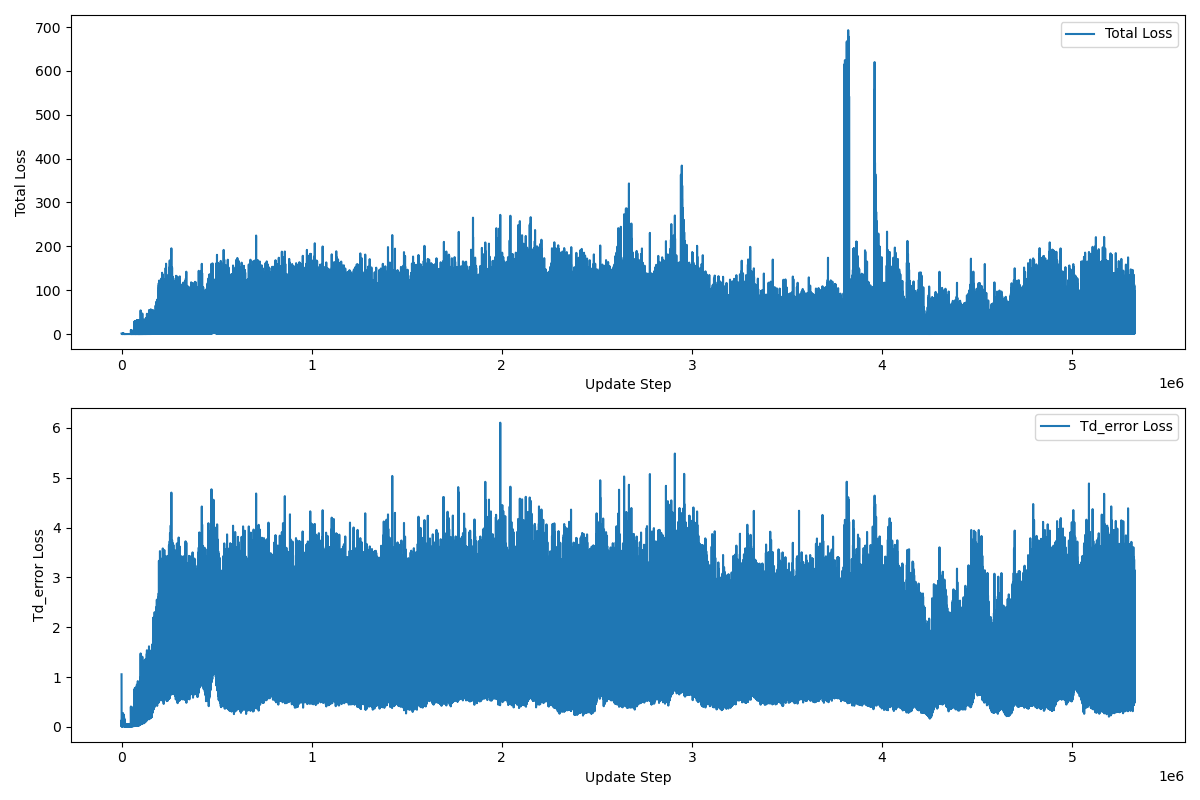 Total Loss
700
600
500
400
300
200
100
0
Total Loss
0 1 2 3 4 5
Update Step
1e6
Td_error Loss
6
5
4
3
2
1
0
Td_error Loss
0 1 2 3 4 5
Update Step
1e6